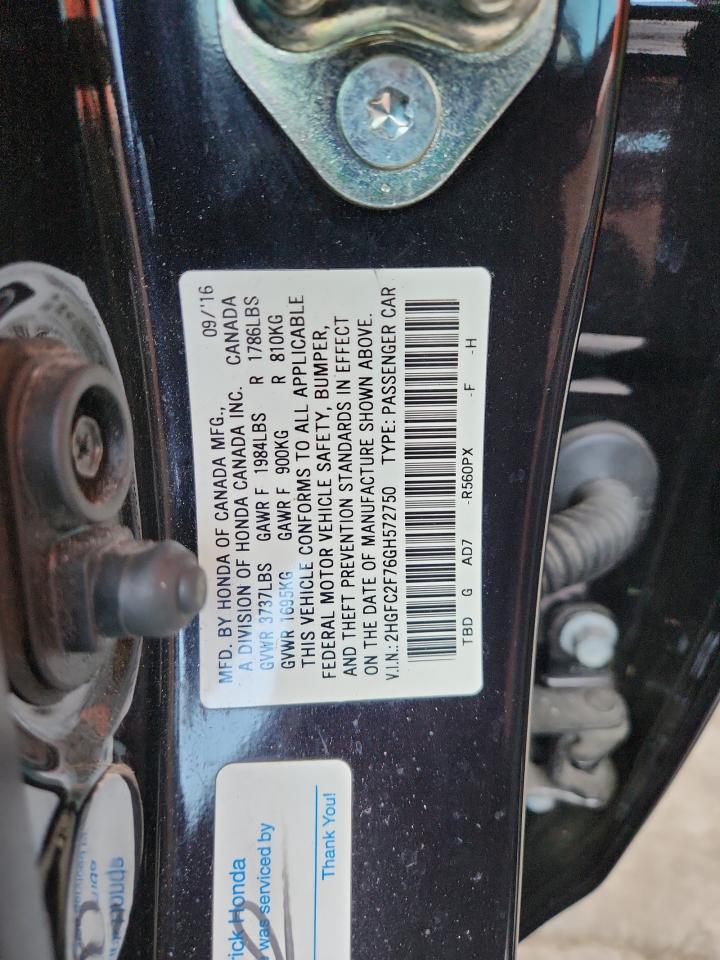 MFD. BY HONDA OF CANADA MFG., 09/'16
A DIVISION OF HONDA CANADA INC. CANADA
GVWR 3737LBS GAWR F 1984LBS R 1786LBS
GVWR 1695KG GAWR F 900KG R 810KG
THIS VEHICLE CONFORMS TO ALL APPLICABLE
FEDERAL MOTOR VEHICLE SAFETY, BUMPER,
AND THEFT PREVENTION STANDARDS IN EFFECT
ON THE DATE OF MANUFACTURE SHOWN ABOVE.
V.I.N.: 2HGFC2F76GH572750 TYPE: PASSENGER CAR
TBD G AD7 -R560PX -F -H
rick Honda
was serviced by
Thank You!